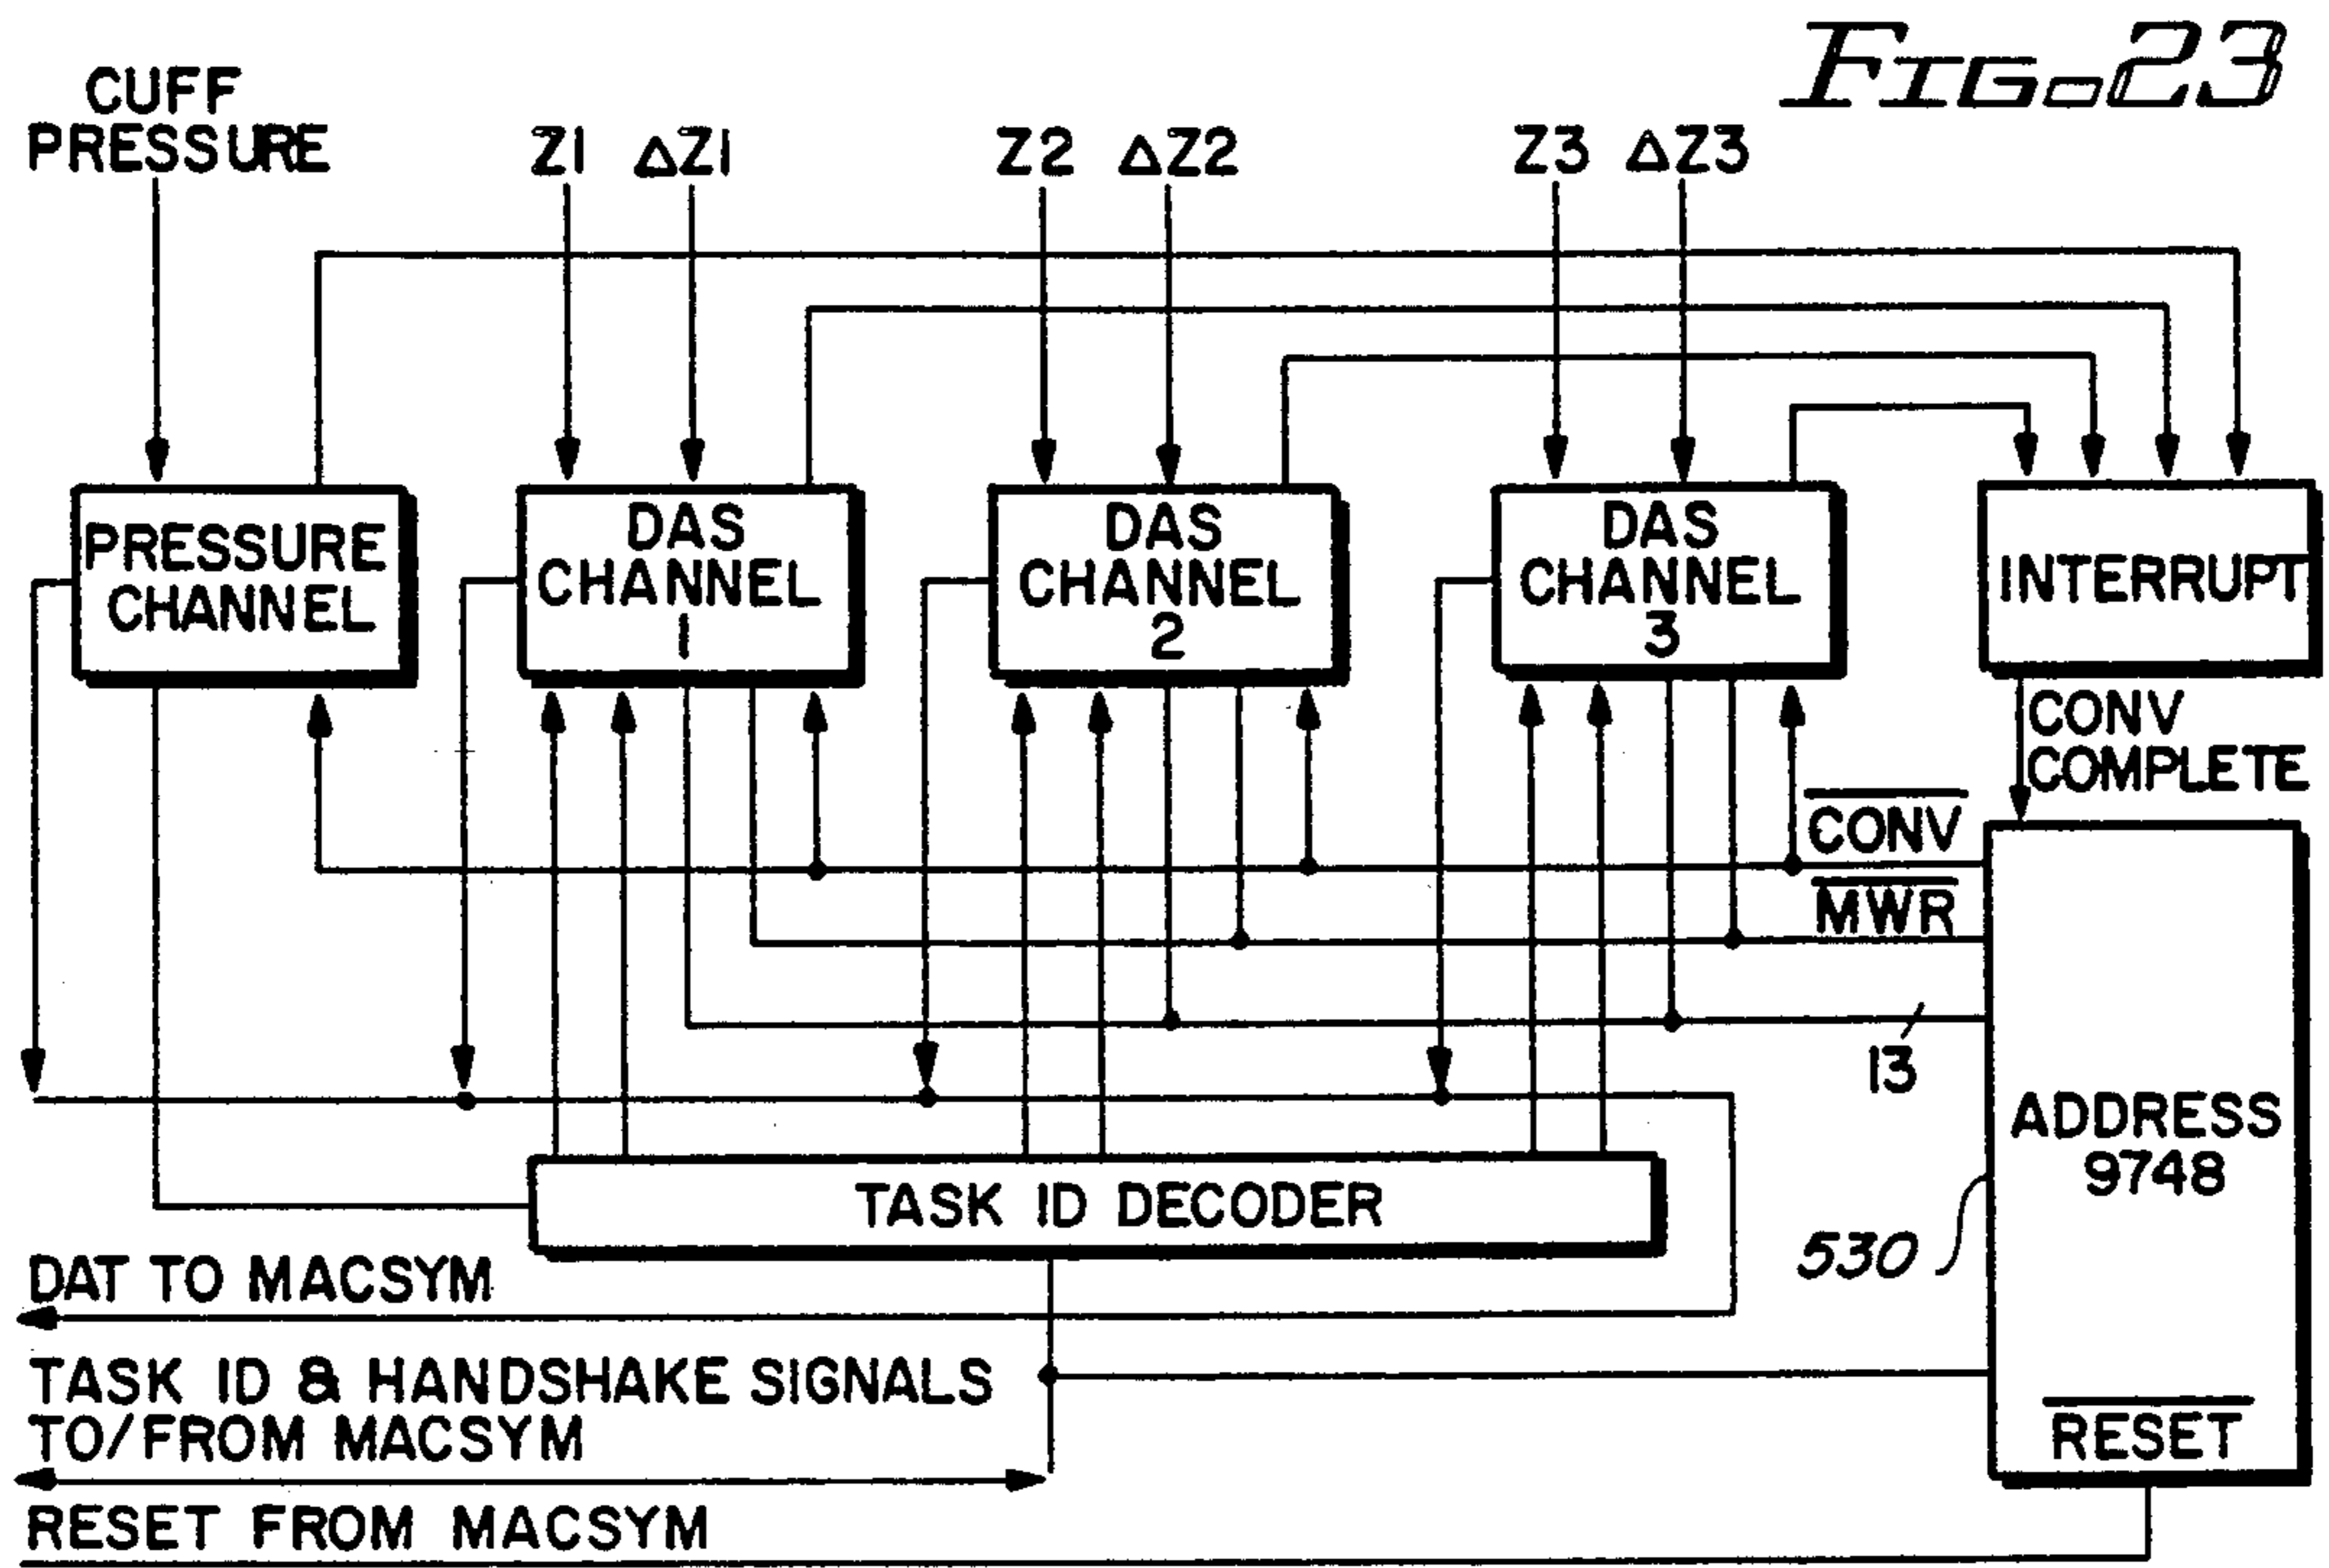 FIG. 23
CUFF
PRESSURE
Z1 ΔZ1
Z2 ΔZ2
Z3 ΔZ3
PRESSURE
CHANNEL
DAS
CHANNEL
1
DAS
CHANNEL
2
DAS
CHANNEL
3
INTERRUPT
CONV
COMPLETE
CONV
MWR
13
ADDRESS
9748
530
TASK ID DECODER
DAT TO MACSYM
TASK ID & HANDSHAKE SIGNALS
TO/FROM MACSYM
RESET
RESET FROM MACSYM